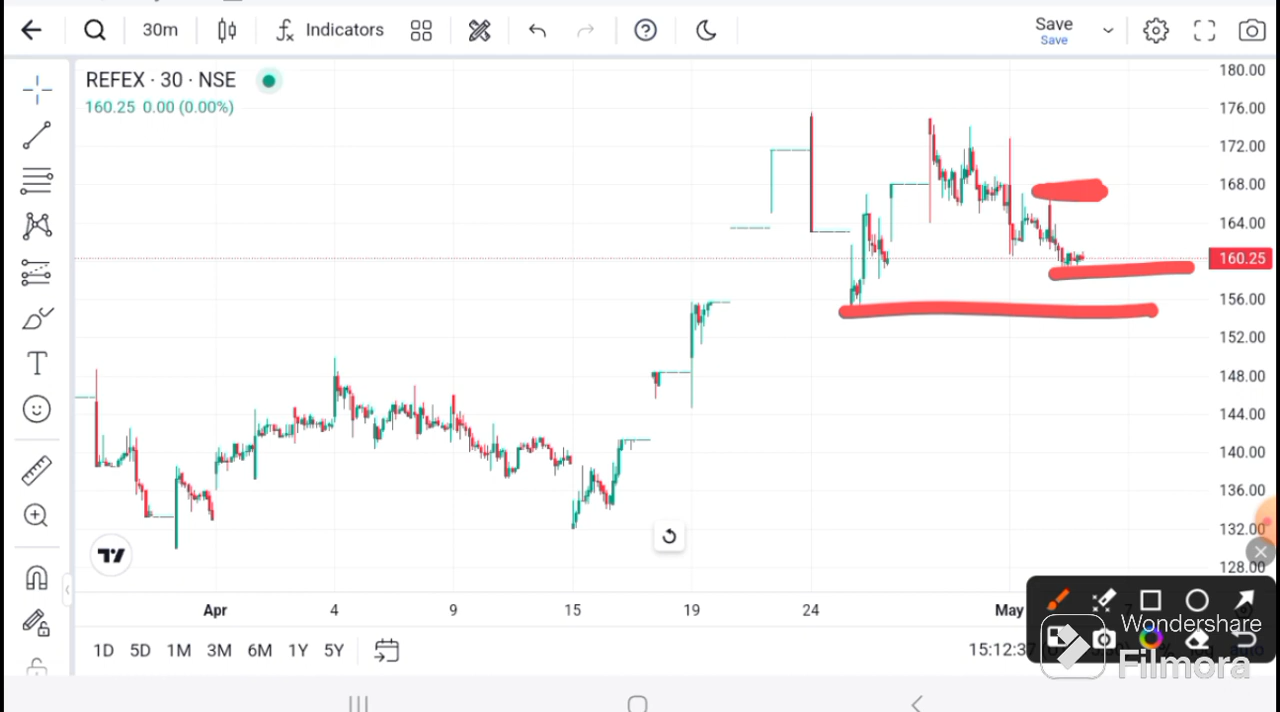 30m Indicators Save
Save
REFEX · 30 · NSE
160.25 0.00 (0.00%)
180.00
176.00
172.00
168.00
164.00
160.25
156.00
152.00
148.00
144.00
140.00
136.00
132.00
128.00
Apr 4 9 15 19 24 May
1D 5D 1M 3M 6M 1Y 5Y 15:12:37
Wondershare
Filmora